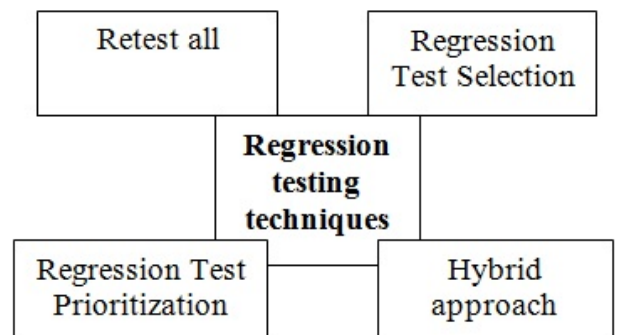 Retest all
Regression
Test Selection
Regression
testing
techniques
Regression Test
Prioritization
Hybrid
approach